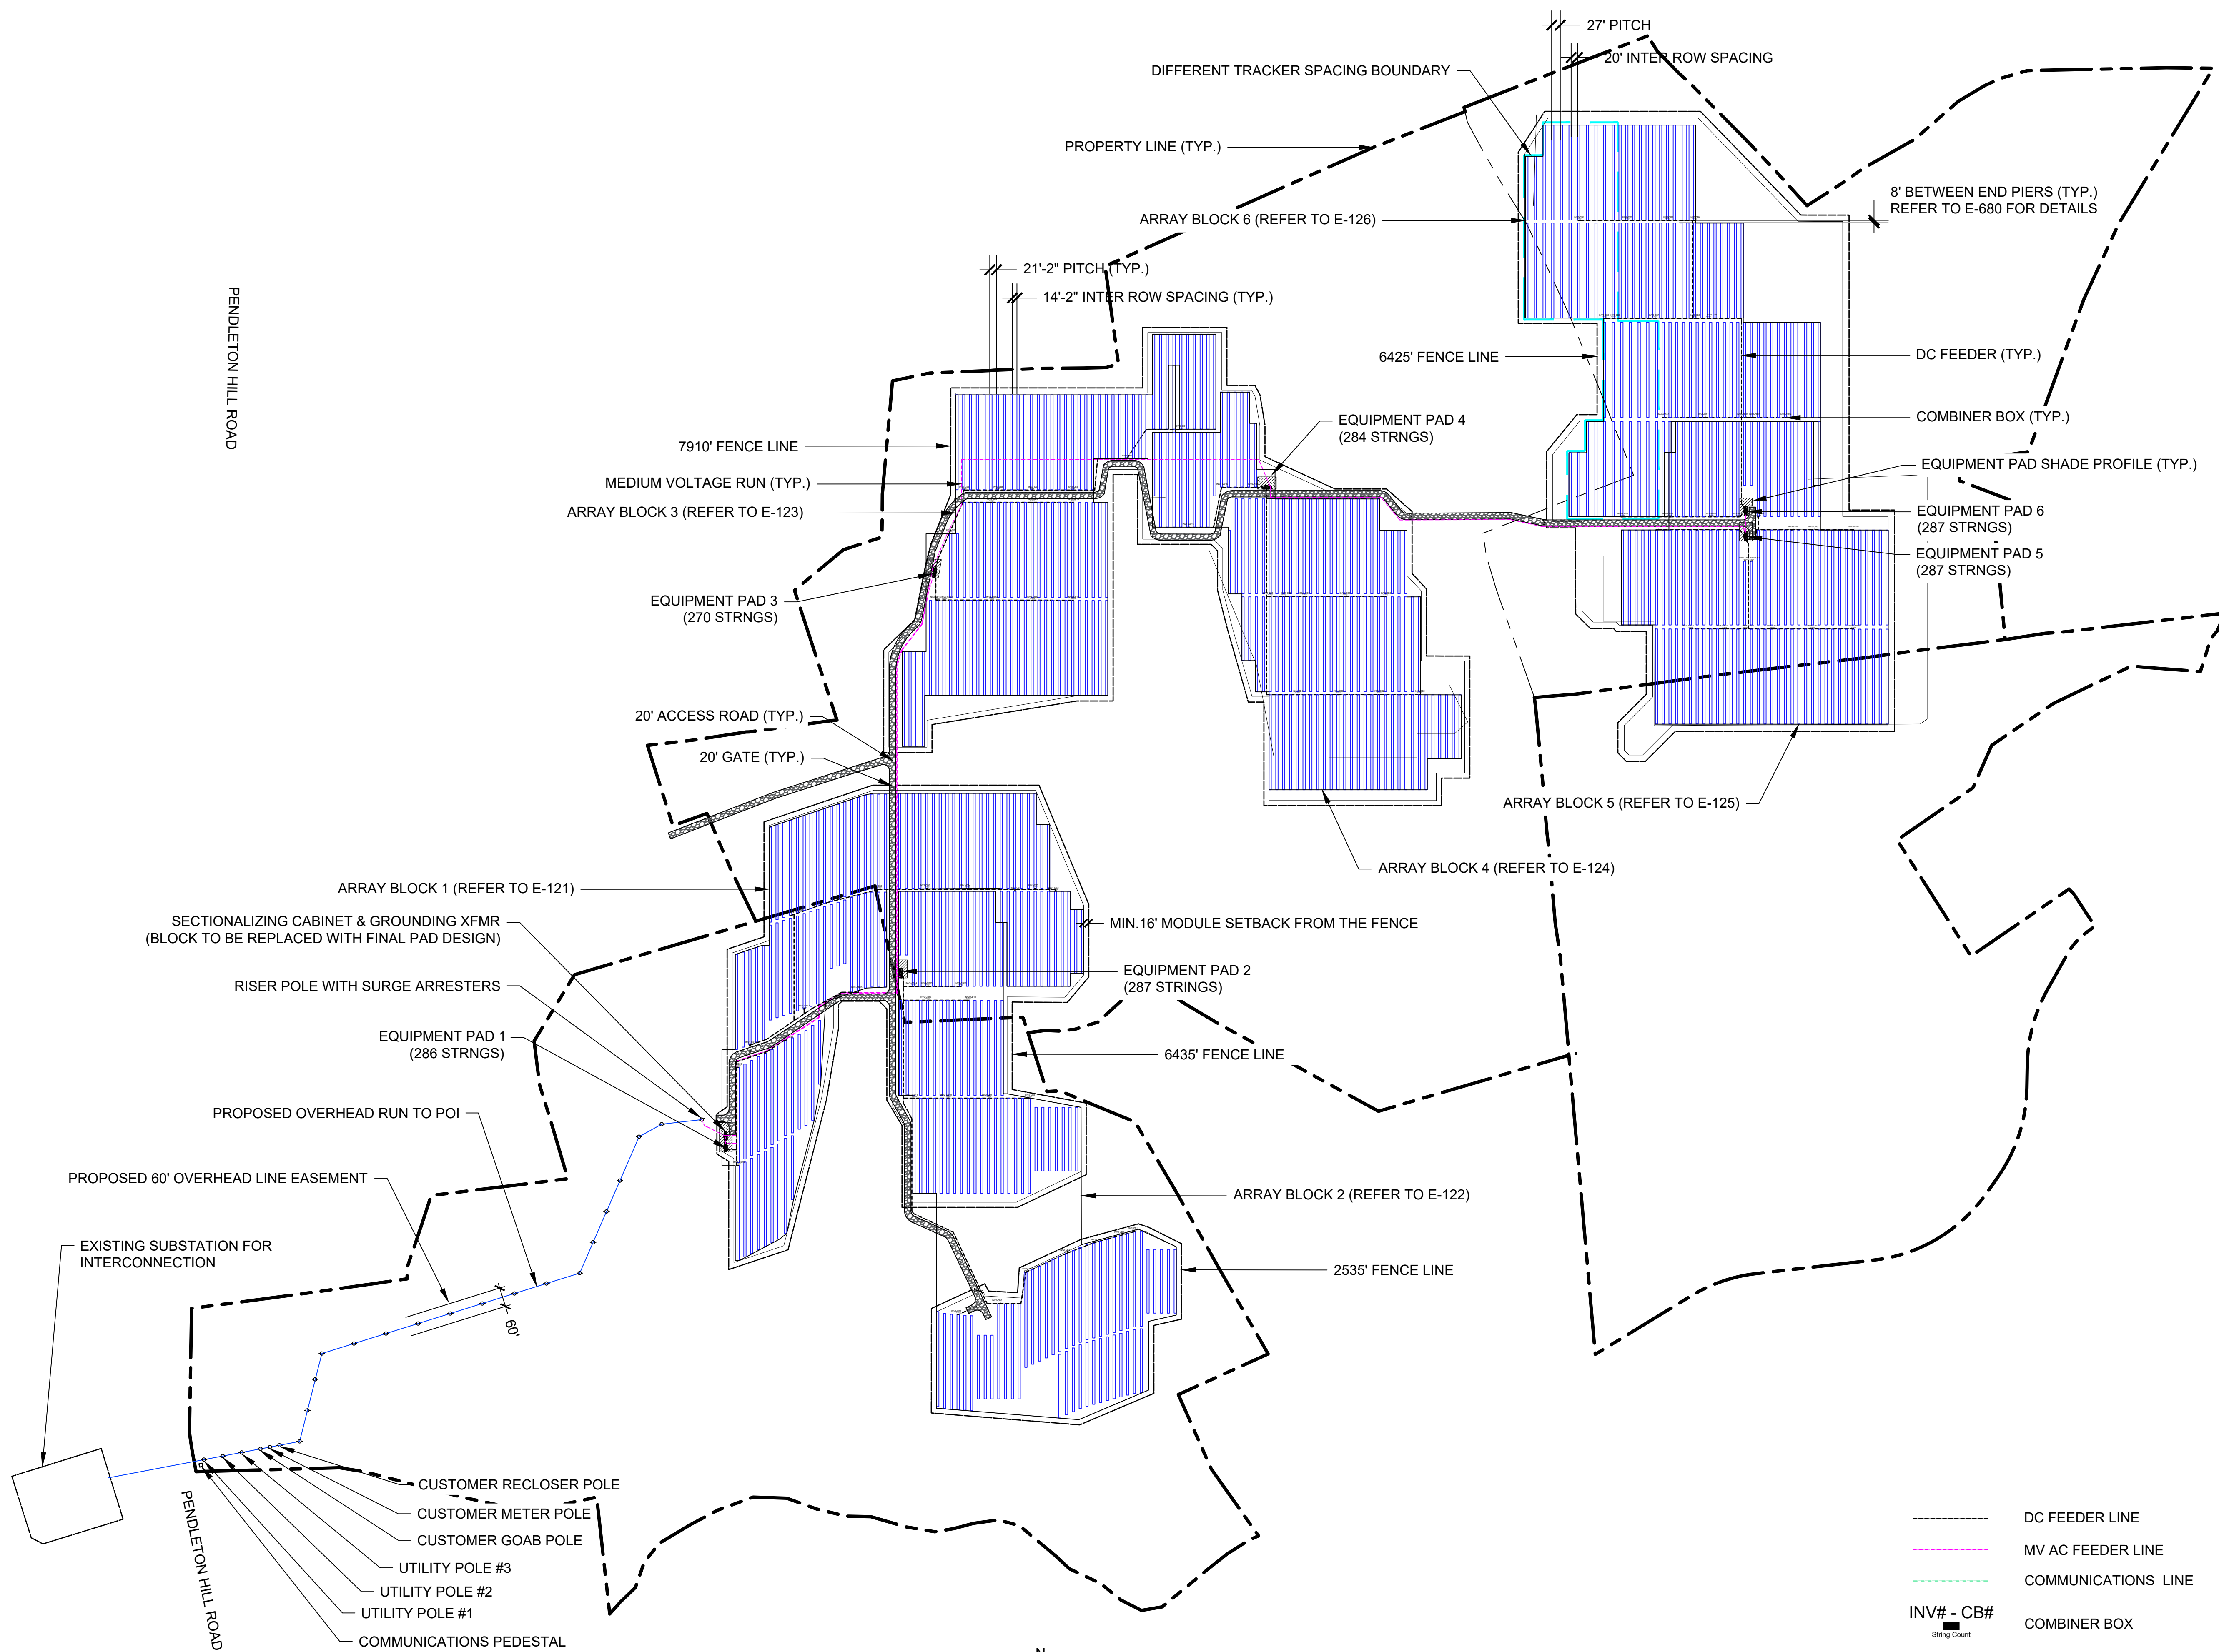 27' PITCH
20' INTER ROW SPACING
DIFFERENT TRACKER SPACING BOUNDARY
PROPERTY LINE (TYP.)
8' BETWEEN END PIERS (TYP.)
REFER TO E-680 FOR DETAILS
ARRAY BLOCK 6 (REFER TO E-126)
21'-2" PITCH (TYP.)
14'-2" INTER ROW SPACING (TYP.)
PENDLETON HILL ROAD
6425' FENCE LINE
DC FEEDER (TYP.)
COMBINER BOX (TYP.)
EQUIPMENT PAD 4
(284 STRNGS)
7910' FENCE LINE
EQUIPMENT PAD SHADE PROFILE (TYP.)
MEDIUM VOLTAGE RUN (TYP.)
ARRAY BLOCK 3 (REFER TO E-123)
EQUIPMENT PAD 6
(287 STRNGS)
EQUIPMENT PAD 5
(287 STRNGS)
EQUIPMENT PAD 3
(270 STRNGS)
20' ACCESS ROAD (TYP.)
20' GATE (TYP.)
ARRAY BLOCK 5 (REFER TO E-125)
ARRAY BLOCK 4 (REFER TO E-124)
ARRAY BLOCK 1 (REFER TO E-121)
SECTIONALIZING CABINET & GROUNDING XFMR
(BLOCK TO BE REPLACED WITH FINAL PAD DESIGN)
MIN.16' MODULE SETBACK FROM THE FENCE
EQUIPMENT PAD 2
(287 STRNGS)
RISER POLE WITH SURGE ARRESTERS
EQUIPMENT PAD 1
(286 STRNGS)
6435' FENCE LINE
PROPOSED OVERHEAD RUN TO POI
PROPOSED 60' OVERHEAD LINE EASEMENT
ARRAY BLOCK 2 (REFER TO E-122)
EXISTING SUBSTATION FOR
INTERCONNECTION
2535' FENCE LINE
60'
CUSTOMER RECLOSER POLE
CUSTOMER METER POLE
CUSTOMER GOAB POLE
UTILITY POLE #3
UTILITY POLE #2
UTILITY POLE #1
COMMUNICATIONS PEDESTAL
PENDLETON HILL ROAD
DC FEEDER LINE
MV AC FEEDER LINE
COMMUNICATIONS LINE
INV# - CB#
String Count
COMBINER BOX
N